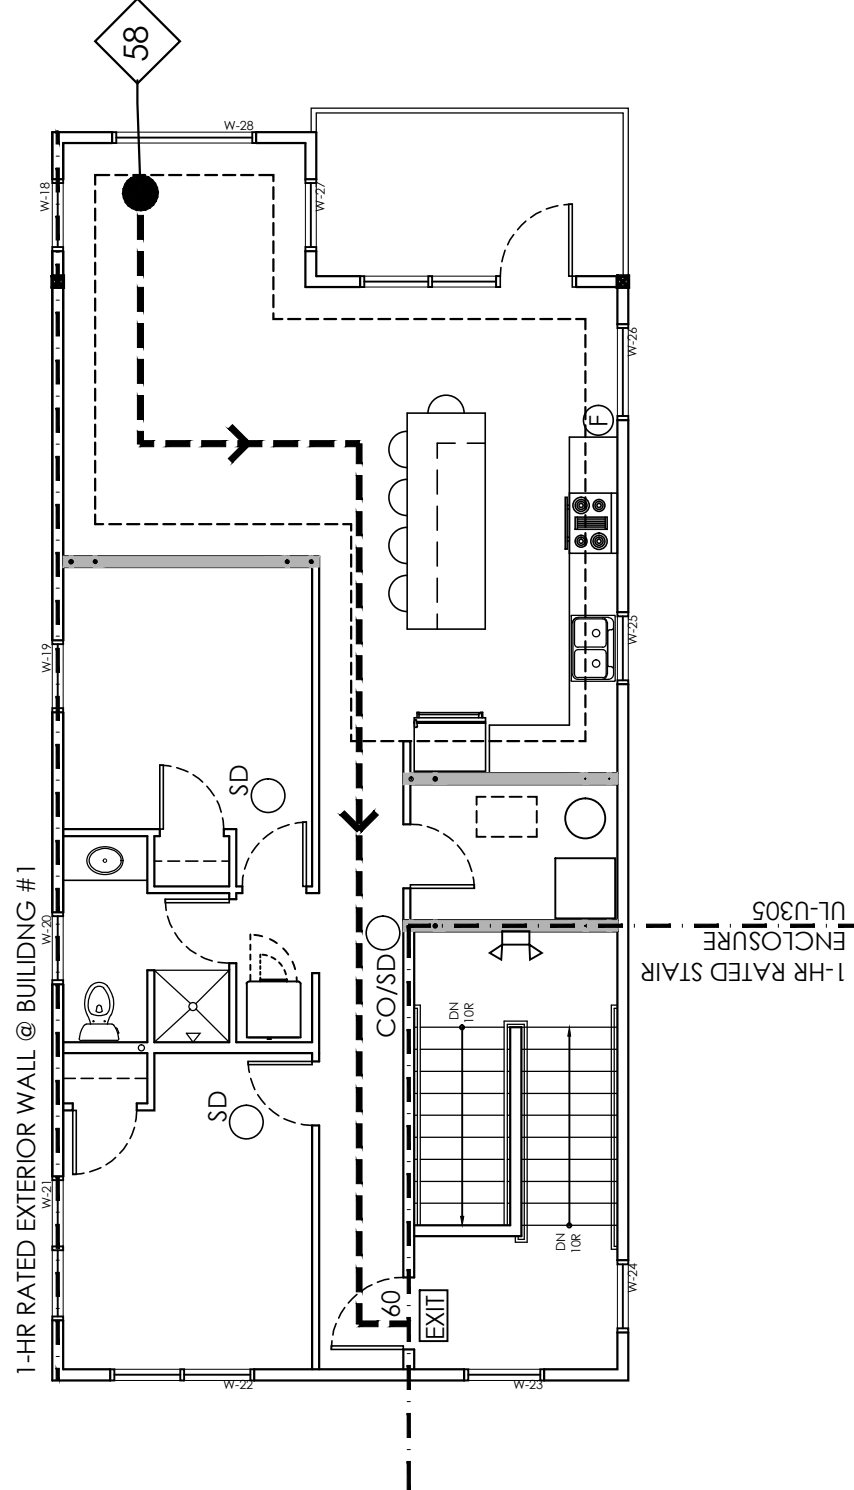 58
W-28
W-18
W-27
W-26
F
W-25
W-19
SD
1-HR RATED EXTERIOR WALL @ BUILIDNG #1
W-20
CO/SD
1-HR RATED STAIR
ENCLOSURE
UL-U305
DN
10R
SD
W-21
DN
10R
60
EXIT
W-24
W-22
W-23